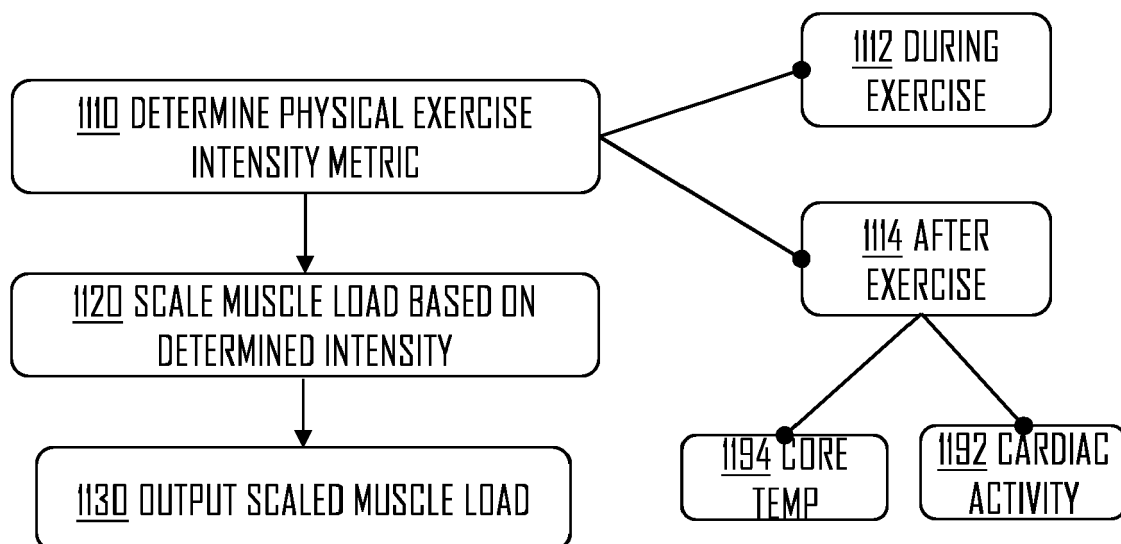 1110 DETERMINE PHYSICAL EXERCISE
INTENSITY METRIC
1120 SCALE MUSCLE LOAD BASED ON
DETERMINED INTENSITY
1130 OUTPUT SCALED MUSCLE LOAD
1112 DURING
EXERCISE
1114 AFTER
EXERCISE
1194 CORE
TEMP
1192 CARDIAC
ACTIVITY